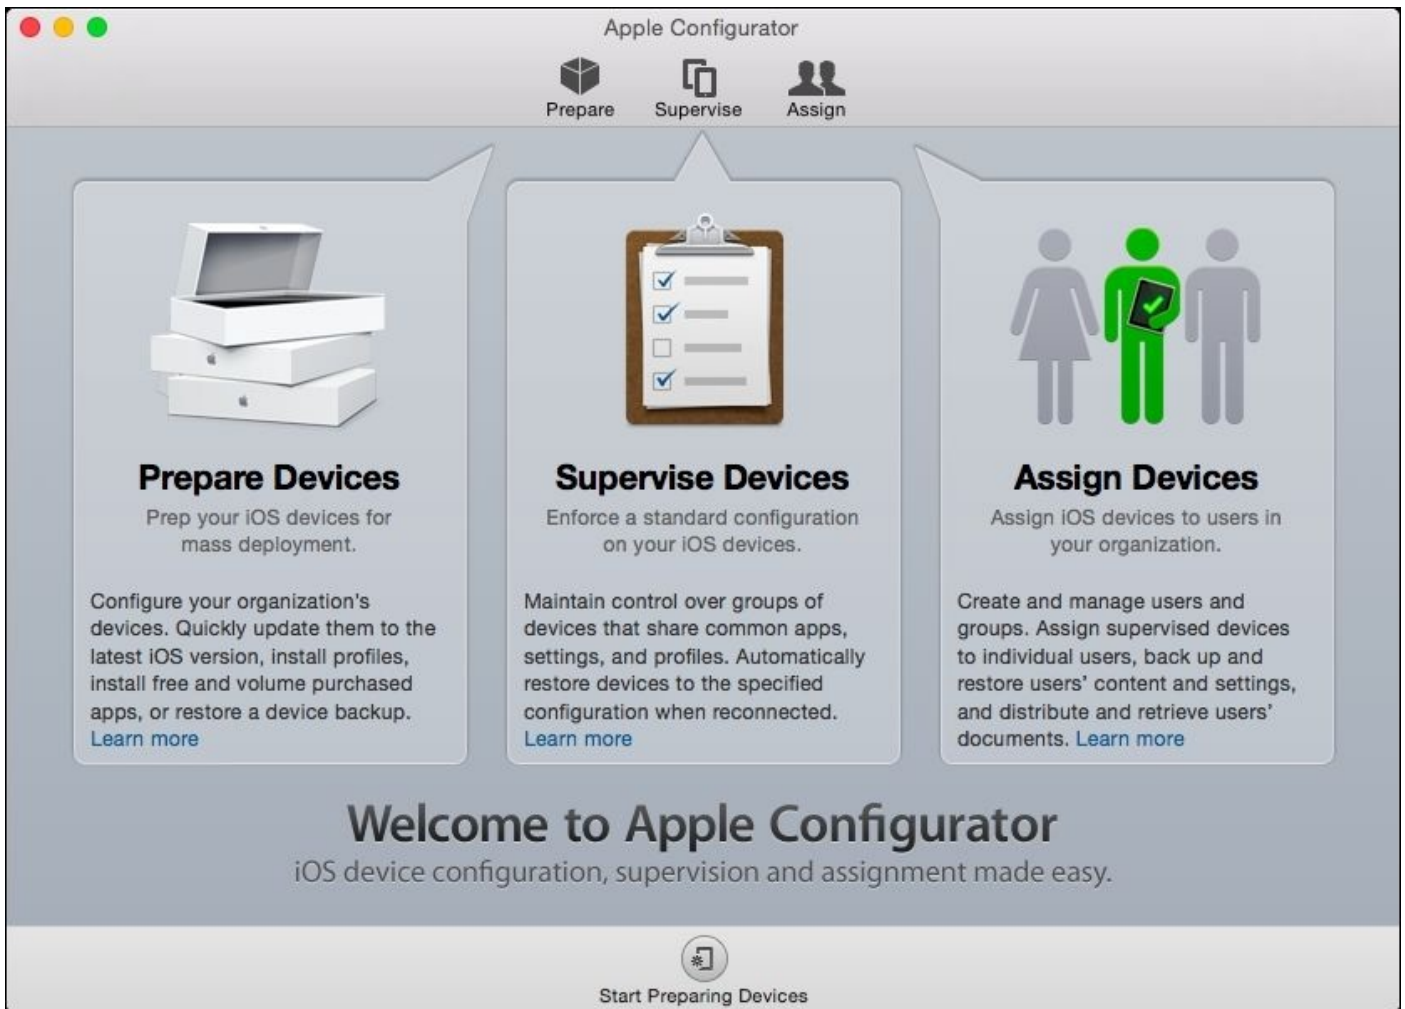 Apple Configurator
Prepare
Supervise
Assign
Prepare Devices
Prep your iOS devices for
mass deployment.
Configure your organization's
devices. Quickly update them to the
latest iOS version, install profiles,
install free and volume purchased
apps, or restore a device backup.
Learn more
Supervise Devices
Enforce a standard configuration
on your iOS devices.
Maintain control over groups of
devices that share common apps,
settings, and profiles. Automatically
restore devices to the specified
configuration when reconnected.
Learn more
Assign Devices
Assign iOS devices to users in
your organization.
Create and manage users and
groups. Assign supervised devices
to individual users, back up and
restore users’ content and settings,
and distribute and retrieve users’
documents. Learn more
Welcome to Apple Configurator
iOS device configuration, supervision and assignment made easy.
Start Preparing Devices